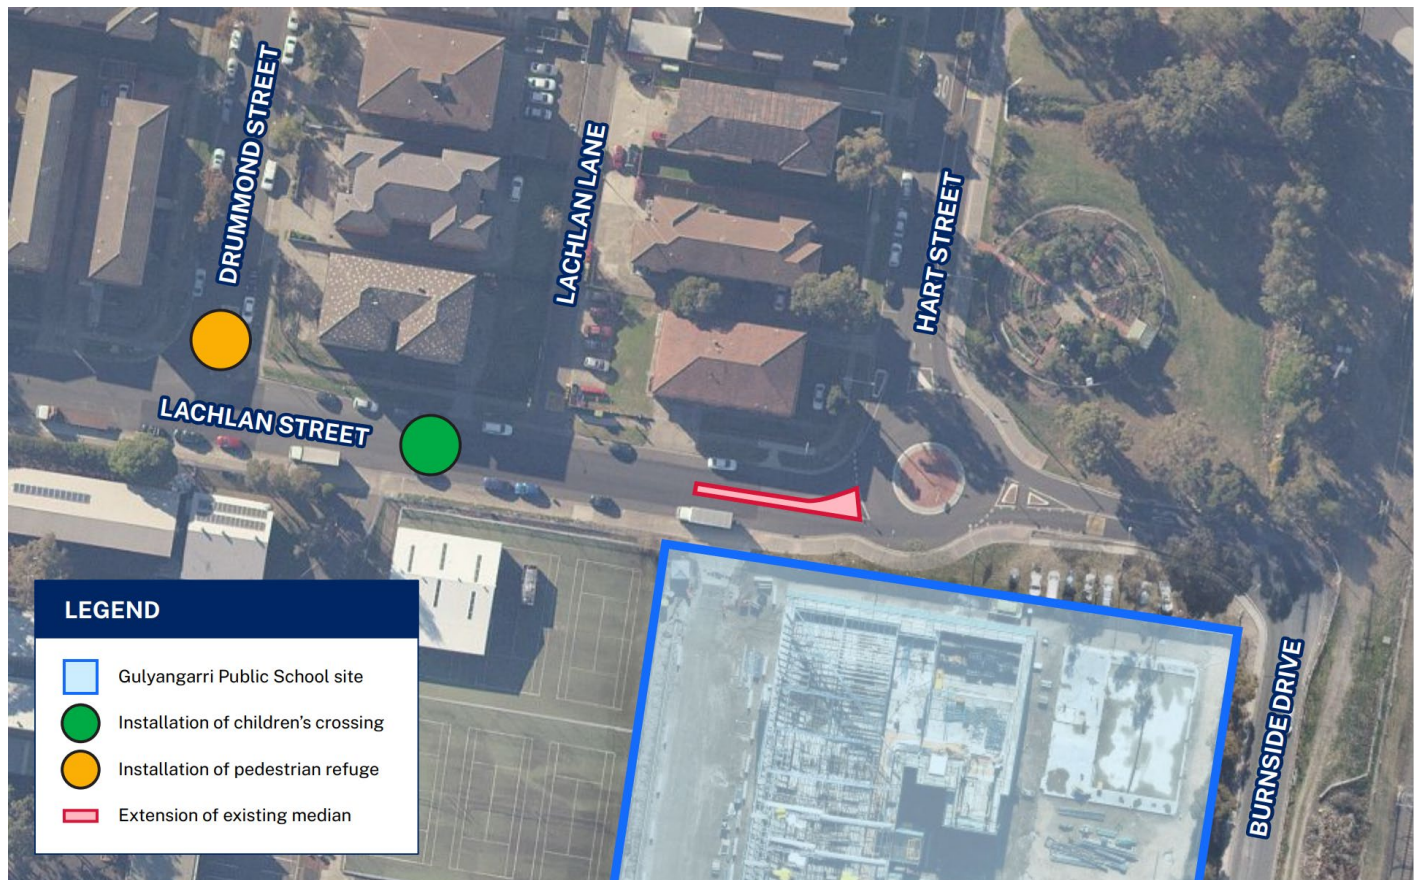 DRUMMOND STREET
LACHLAN LANE
HART STREET
LACHLAN STREET
BURNSIDE DRIVE
LEGEND
Gulyangarri Public School site
Installation of children's crossing
Installation of pedestrian refuge
Extension of existing median